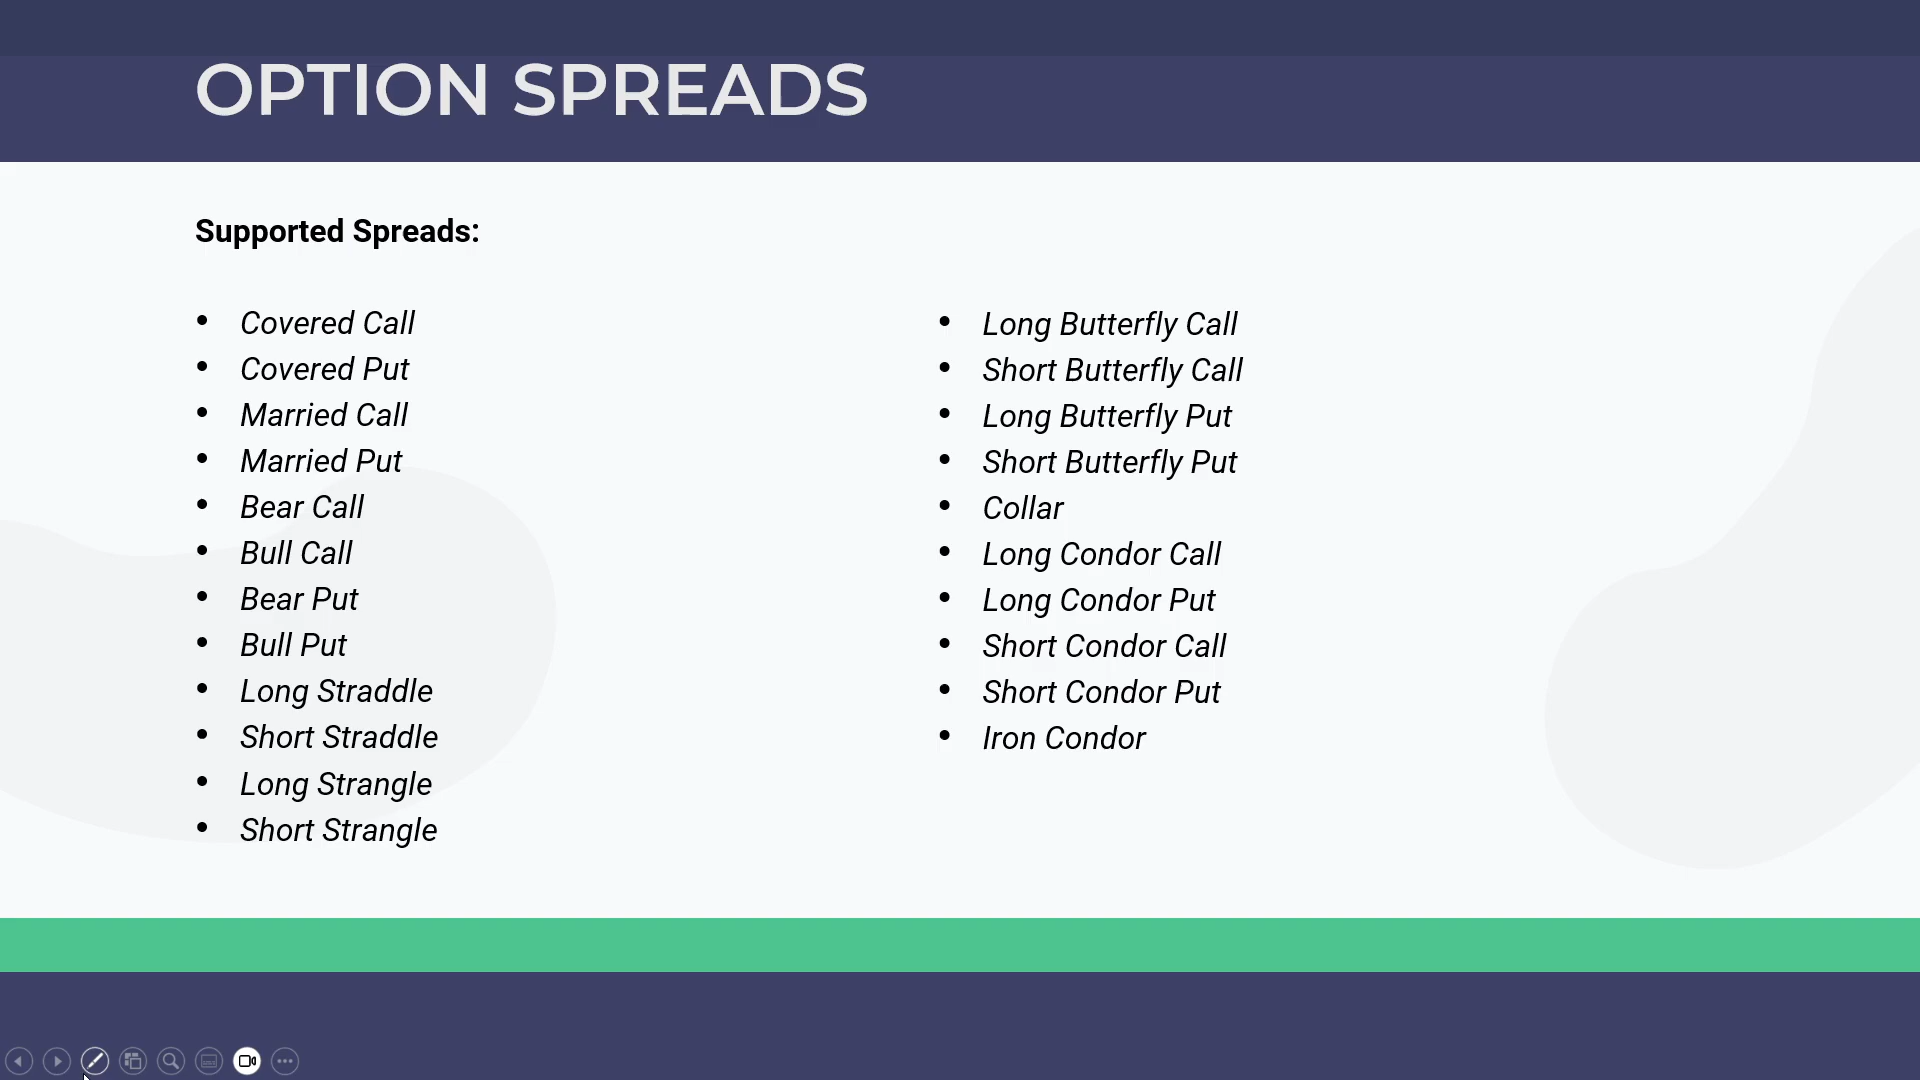 OPTION SPREADS
Supported Spreads:
• Covered Call
• Covered Put
• Married Call
• Married Put
• Bear Call
• Bull Call
• Bear Put
• Bull Put
• Long Straddle
• Short Straddle
• Long Strangle
• Short Strangle
• Long Butterfly Call
• Short Butterfly Call
• Long Butterfly Put
• Short Butterfly Put
• Collar
• Long Condor Call
• Long Condor Put
• Short Condor Call
• Short Condor Put
• Iron Condor